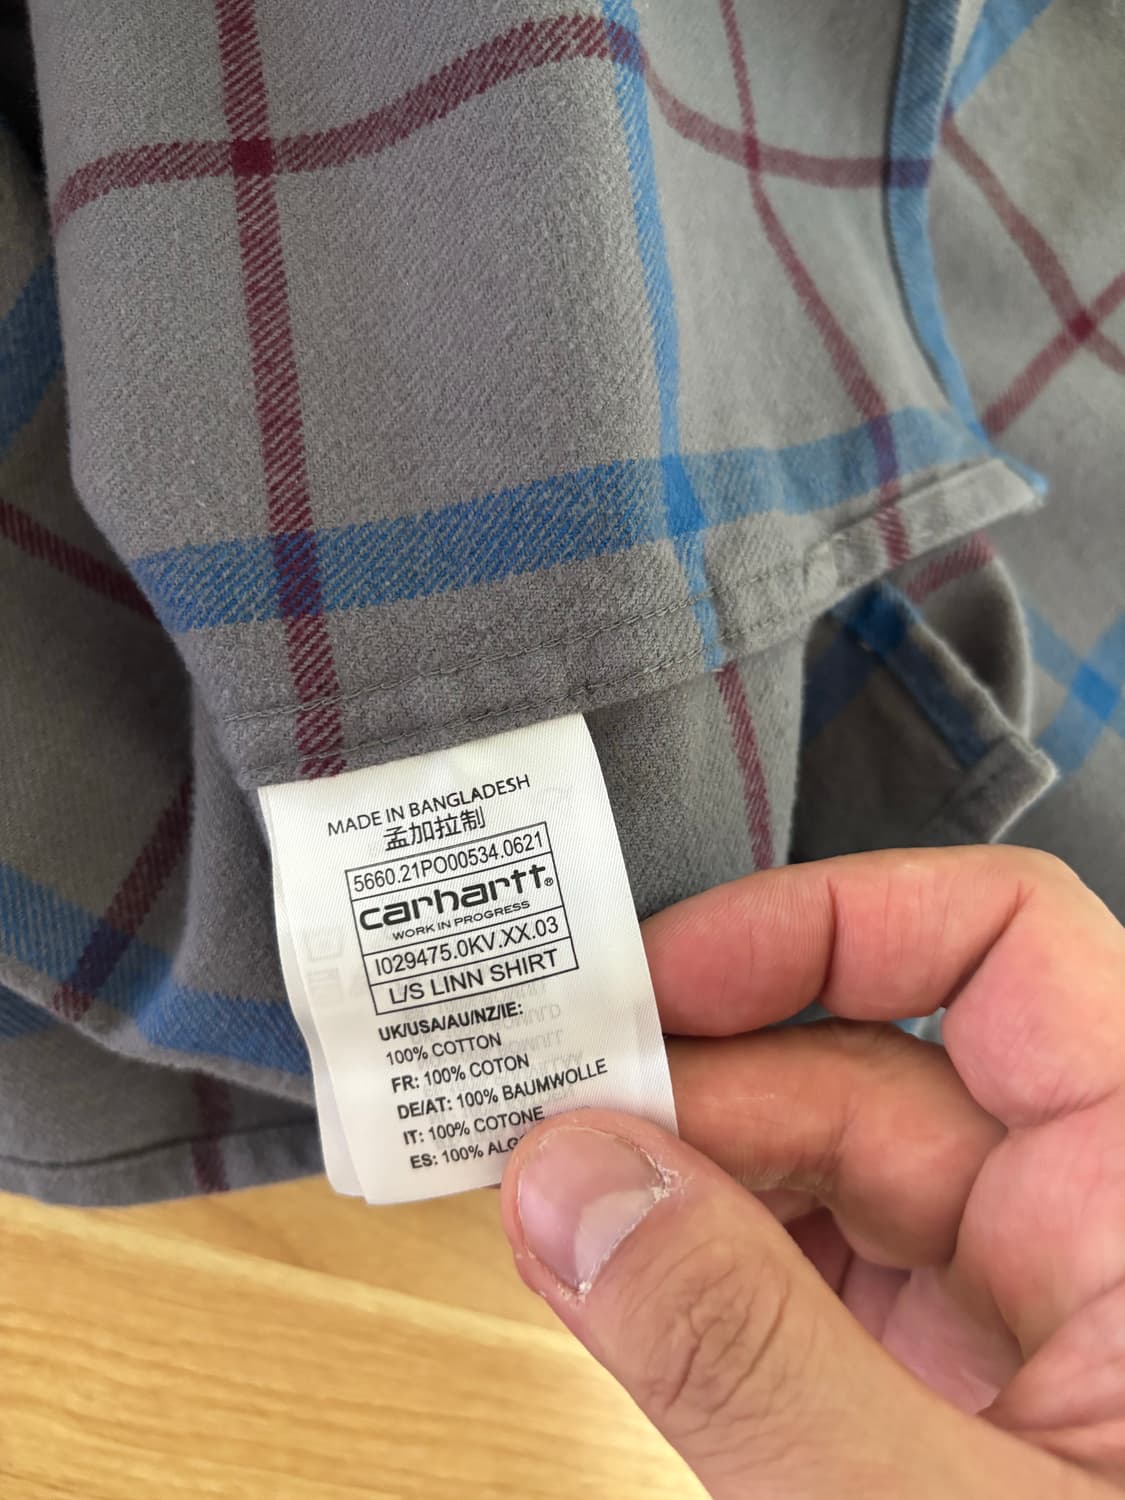 MADE IN BANGLADESH
孟加拉制
5660.21PO00534.0621
carhartt®
WORK IN PROGRESS
I029475.0KV.XX.03
L/S LINN SHIRT
UK/USA/AU/NZ/IE:
100% COTTON
FR: 100% COTON
DE/AT: 100% BAUMWOLLE
IT: 100% COTONE
ES: 100%